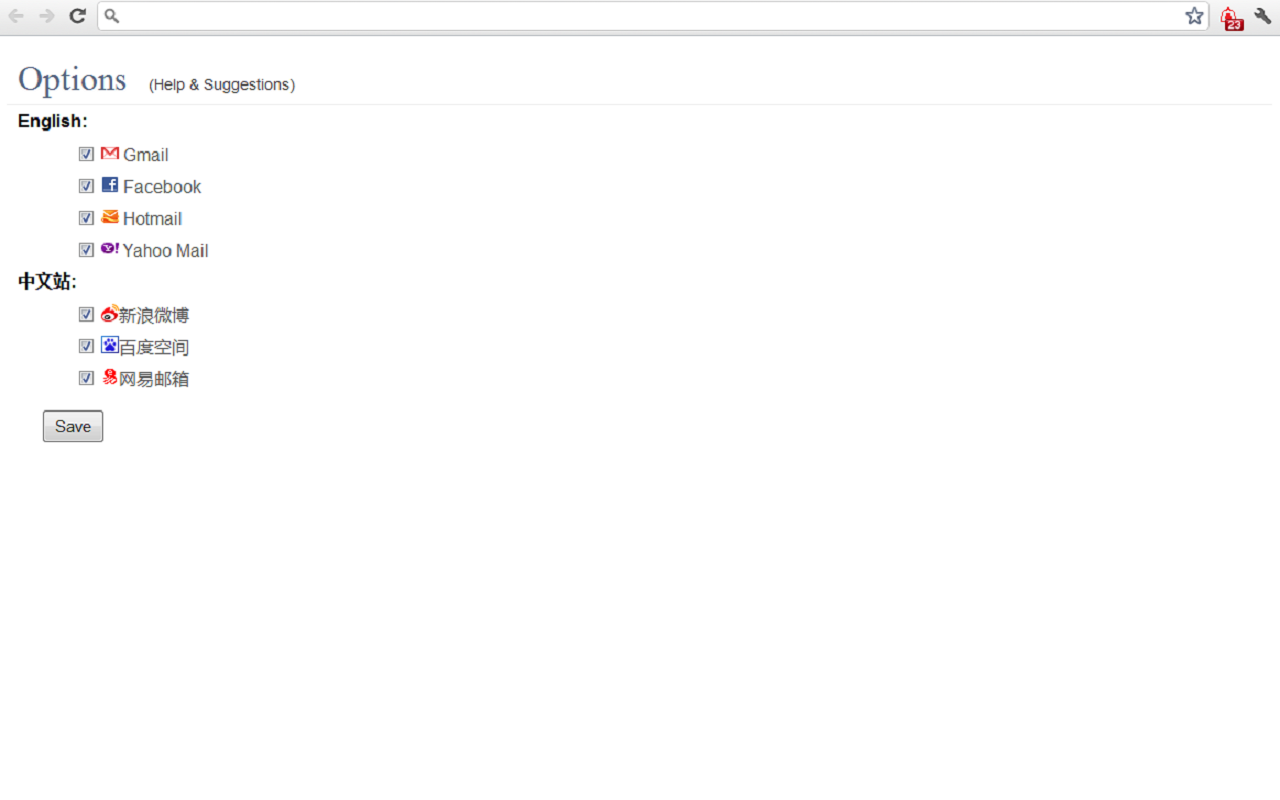 23
Options (Help & Suggestions)
English:
Gmail
Facebook
Hotmail
Yahoo Mail
中文站:
新浪微博
百度空间
网易邮箱
Save